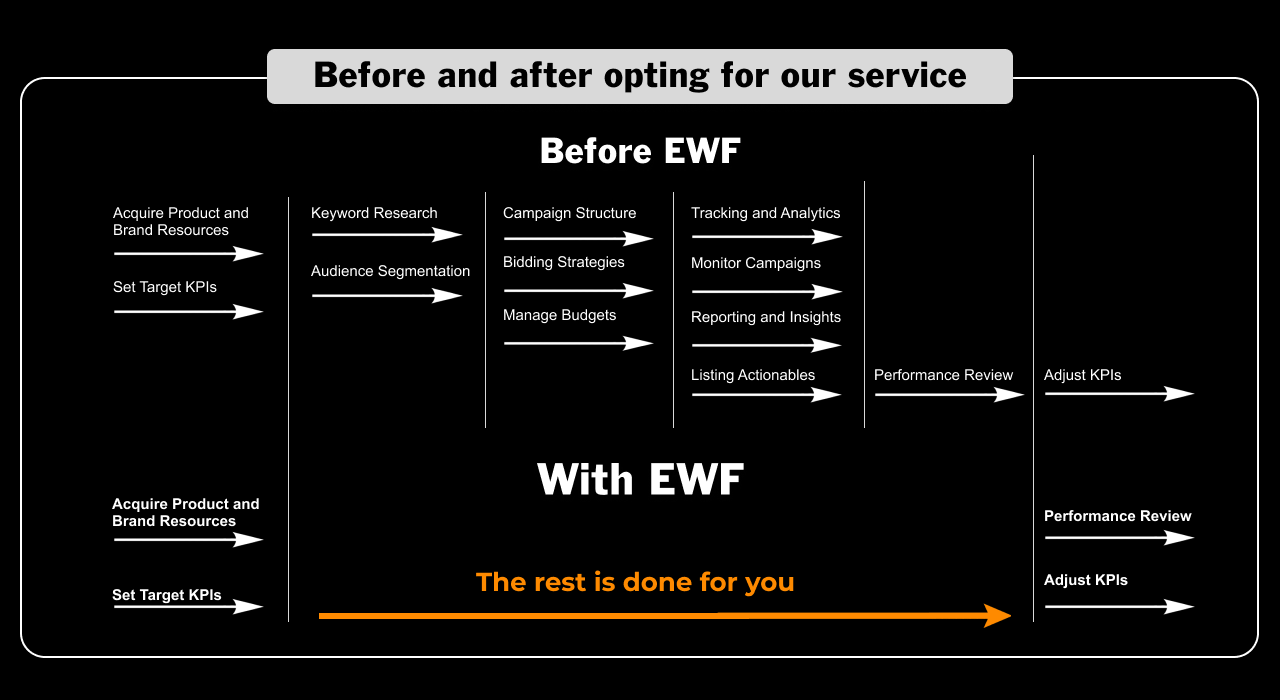 Before and after opting for our service
Before EWF
Acquire Product and
Brand Resources
Set Target KPIs
Keyword Research
Audience Segmentation
Campaign Structure
Bidding Strategies
Manage Budgets
Tracking and Analytics
Monitor Campaigns
Reporting and Insights
Listing Actionables
Performance Review
Adjust KPIs
With EWF
Acquire Product and
Brand Resources
Set Target KPIs
The rest is done for you
Performance Review
Adjust KPIs